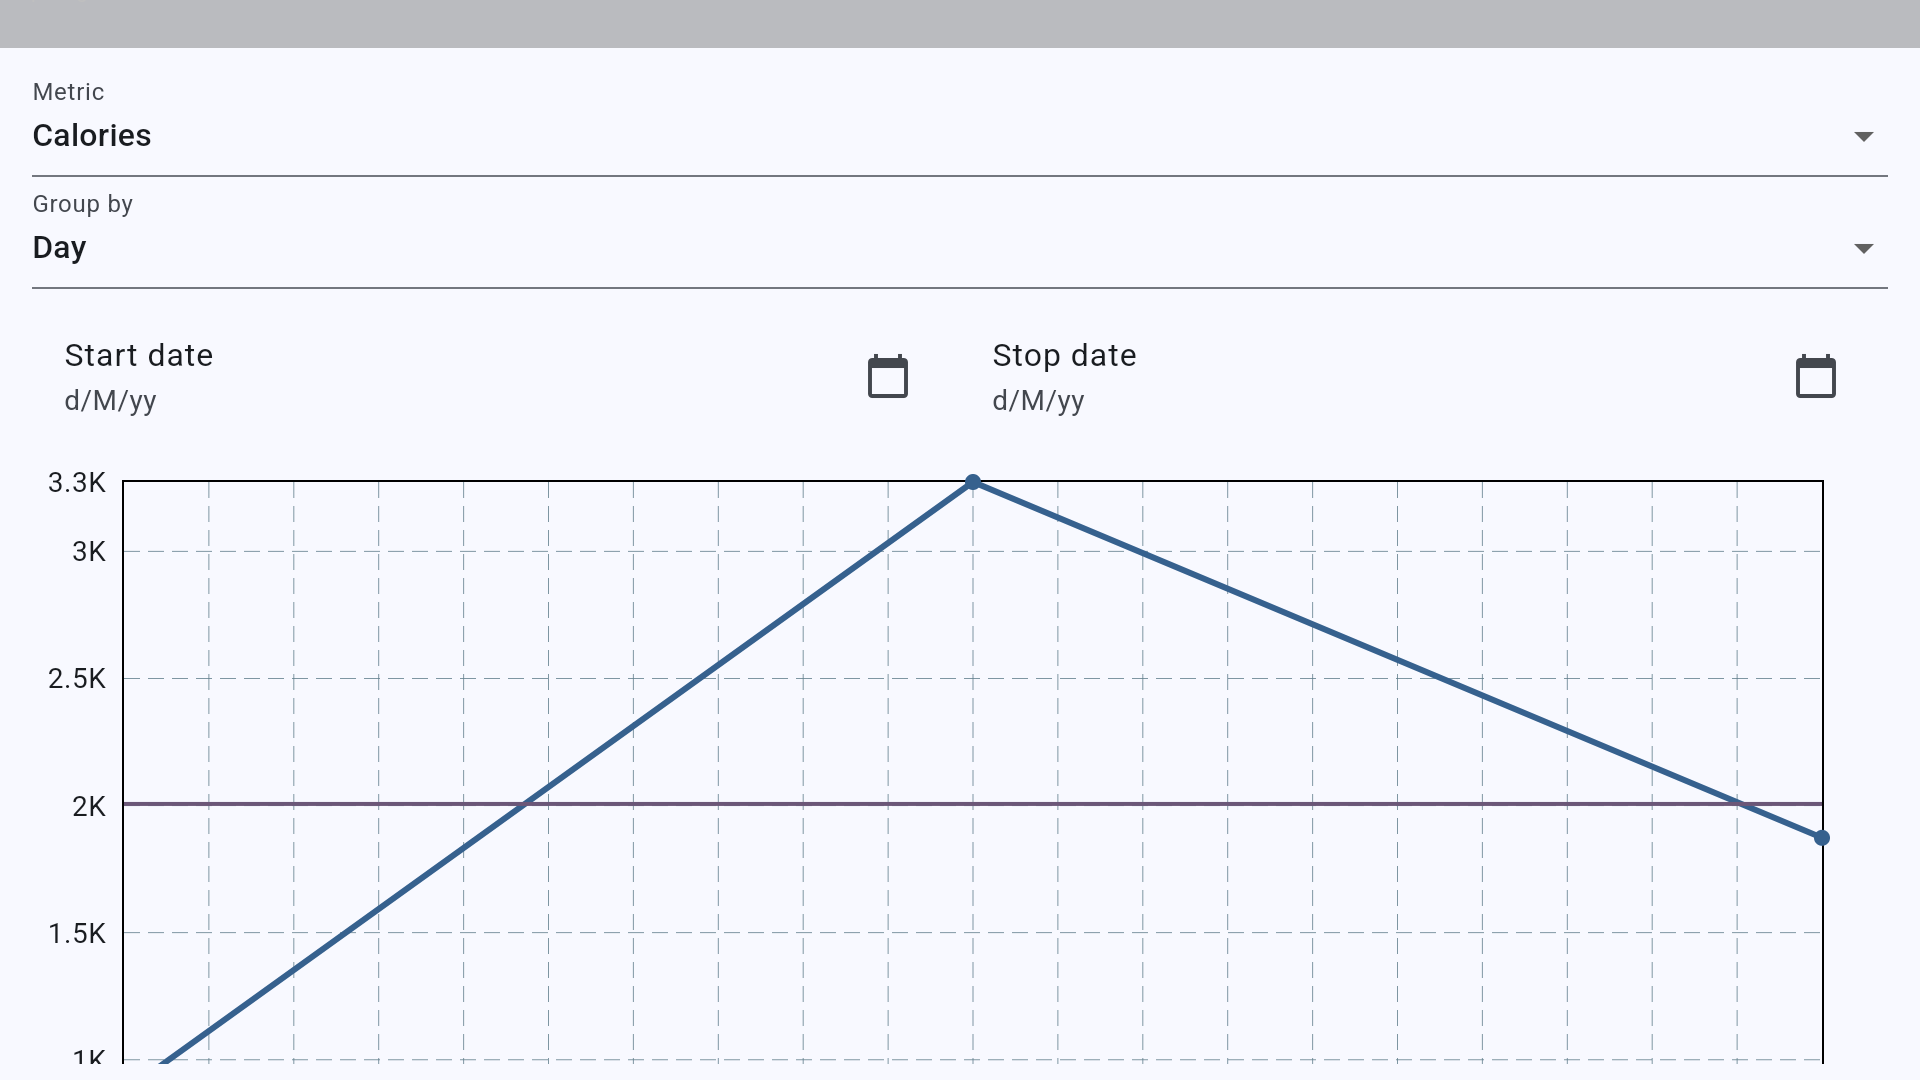 Metric
Calories
Group by
Day
Start date
d/M/yy
Stop date
d/M/yy
3.3K
3K
2.5K
2K
1.5K
1K